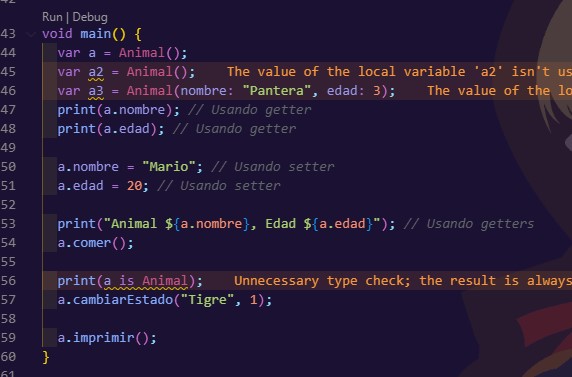 42
Run | Debug
43 void main() {
44 var a = Animal();
45 var a2 = Animal(); The value of the local variable 'a2' isn't us
46 var a3 = Animal(nombre: "Pantera", edad: 3); The value of the lo
47 print(a.nombre); // Usando getter
48 print(a.edad); // Usando getter
49
50 a.nombre = "Mario"; // Usando setter
51 a.edad = 20; // Usando setter
52
53 print("Animal ${a.nombre}, Edad ${a.edad}"); // Usando getters
54 a.comer();
55
56 print(a is Animal); Unnecessary type check; the result is always
57 a.cambiarEstado("Tigre", 1);
58
59 a.imprimir();
60 }
61